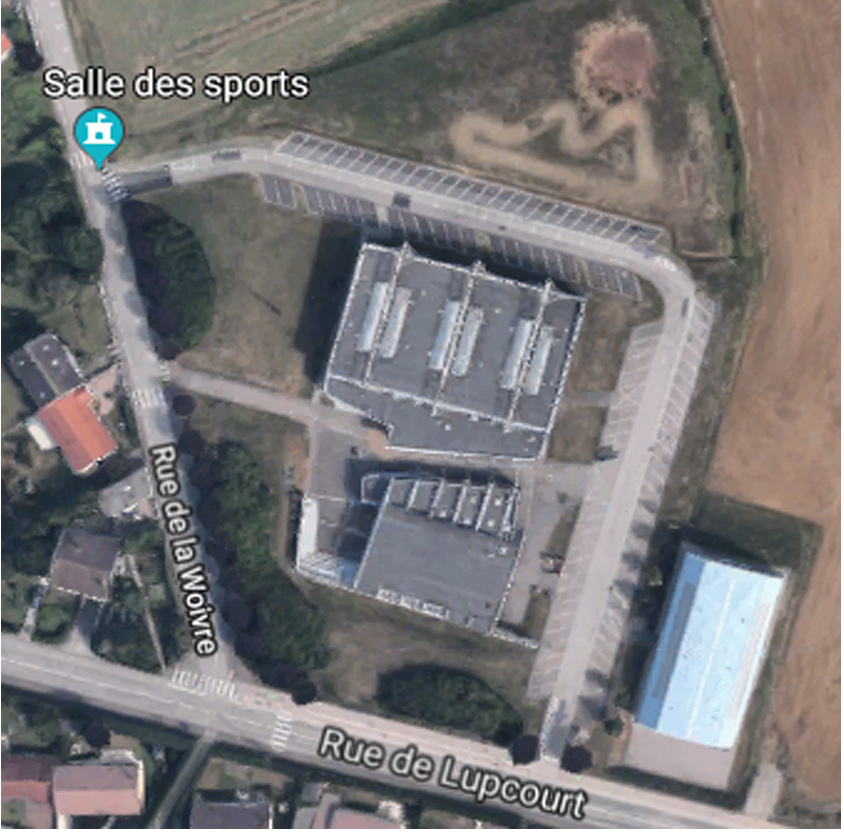 Salle des sports
Rue de la Woivre
Rue de Lupcourt